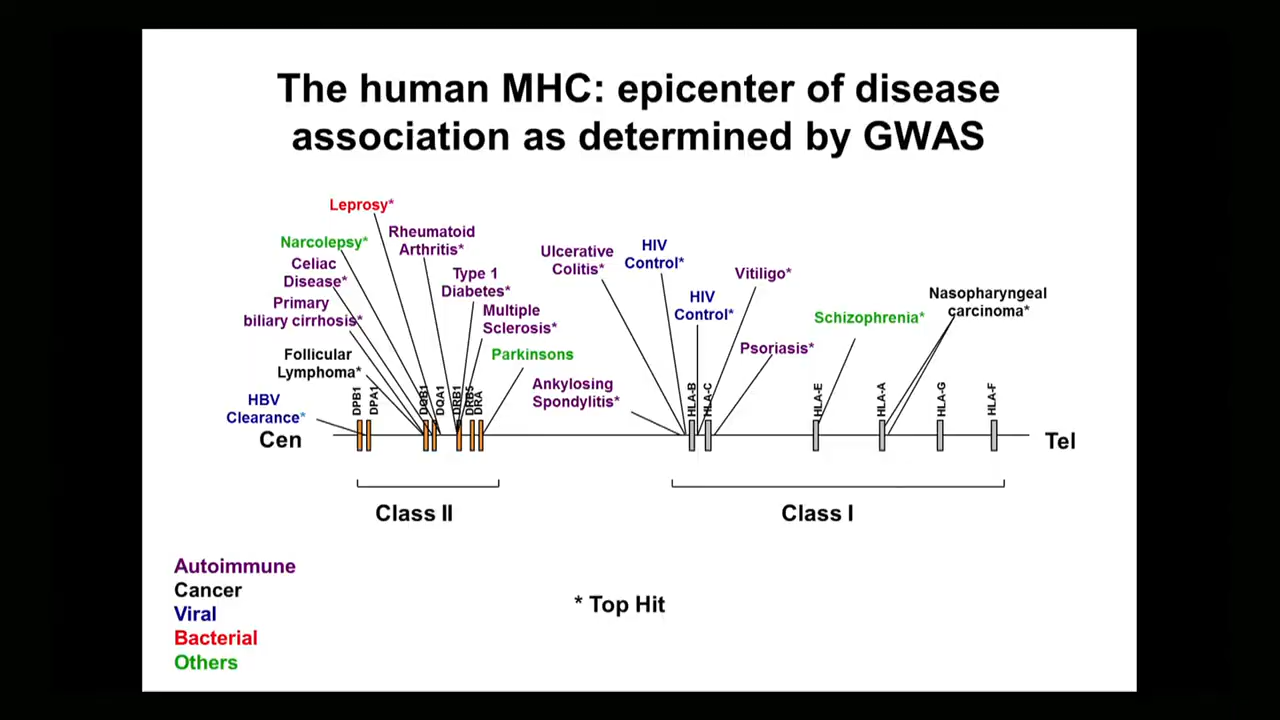 The human MHC: epicenter of disease
association as determined by GWAS
Leprosy*
Narcolepsy*
Rheumatoid
Arthritis*
Celiac
Disease*
Type 1
Diabetes*
Primary
biliary cirrhosis*
Multiple
Sclerosis*
Follicular
Lymphoma*
Parkinsons
HBV
Clearance*
Ulcerative
Colitis*
HIV
Control*
HIV
Control*
Vitiligo*
Psoriasis*
Ankylosing
Spondylitis*
Schizophrenia*
Nasopharyngeal
carcinoma*
DPB1
DPA1
DQB1
DQA1
DRB1
DRB5
DRA
HLA-B
HLA-C
HLA-E
HLA-A
HLA-G
HLA-F
Cen
Tel
Class II
Class I
Autoimmune
Cancer
Viral
Bacterial
Others
* Top Hit